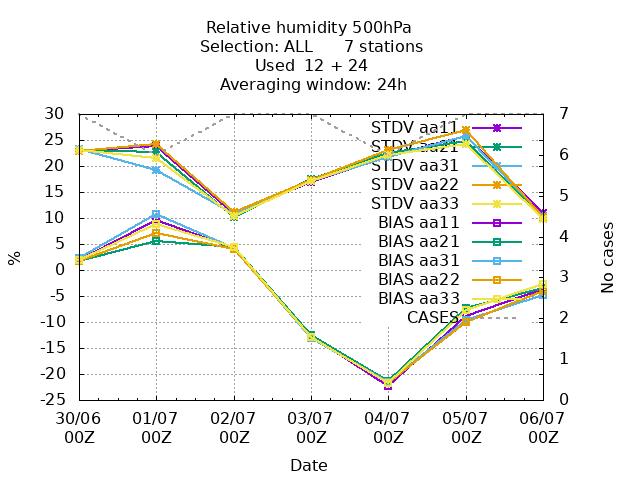 Relative humidity 500hPa
Selection: ALL 7 stations
Used 12 + 24
Averaging window: 24h
30
25
20
15
10
5
0
-5
-10
-15
-20
-25
%
7
6
5
4
3
2
1
0
No cases
STDV aa11
STDV aa21
STDV aa31
STDV aa22
STDV aa33
BIAS aa11
BIAS aa21
BIAS aa31
BIAS aa22
BIAS aa33
CASES
30/06 01/07 02/07 03/07 04/07 05/07 06/07
00Z 00Z 00Z 00Z 00Z 00Z 00Z
Date